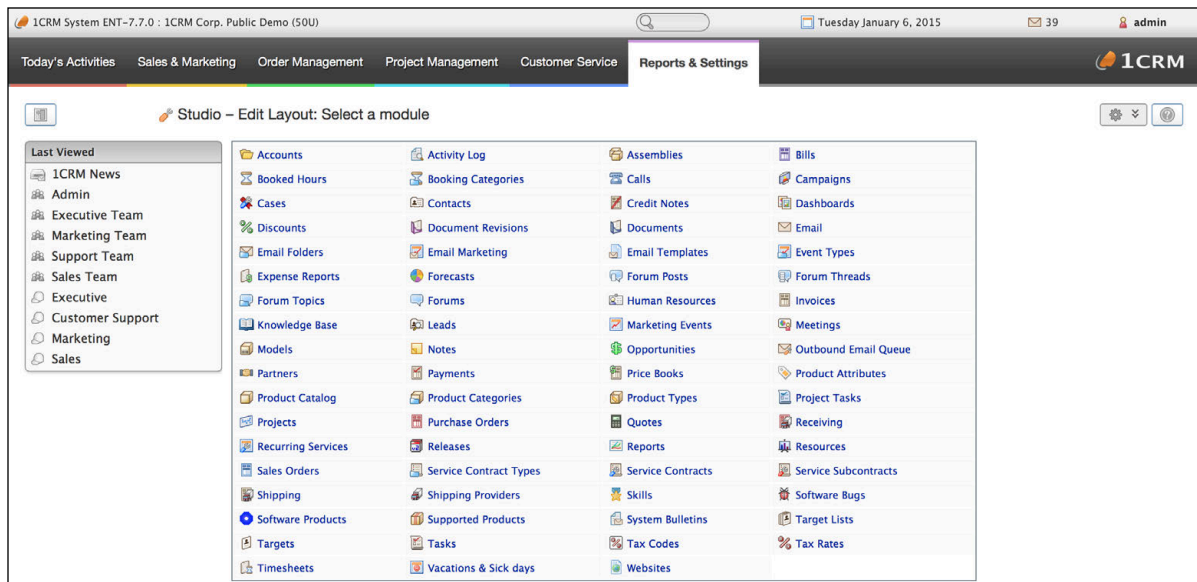 1CRM System ENT-7.7.0 : 1CRM Corp. Public Demo (50U) Tuesday January 6, 2015 39 admin
Today's Activities Sales & Marketing Order Management Project Management Customer Service Reports & Settings 1CRM
Studio – Edit Layout: Select a module
Last Viewed
1CRM News
Admin
Executive Team
Marketing Team
Support Team
Sales Team
Executive
Customer Support
Marketing
Sales
Accounts Activity Log Assemblies Bills
Booked Hours Booking Categories Calls Campaigns
Cases Contacts Credit Notes Dashboards
Discounts Document Revisions Documents Email
Email Folders Email Marketing Email Templates Event Types
Expense Reports Forecasts Forum Posts Forum Threads
Forum Topics Forums Human Resources Invoices
Knowledge Base Leads Marketing Events Meetings
Models Notes Opportunities Outbound Email Queue
Partners Payments Price Books Product Attributes
Product Catalog Product Categories Product Types Project Tasks
Projects Purchase Orders Quotes Receiving
Recurring Services Releases Reports Resources
Sales Orders Service Contract Types Service Contracts Service Subcontracts
Shipping Shipping Providers Skills Software Bugs
Software Products Supported Products System Bulletins Target Lists
Targets Tasks Tax Codes Tax Rates
Timesheets Vacations & Sick days Websites